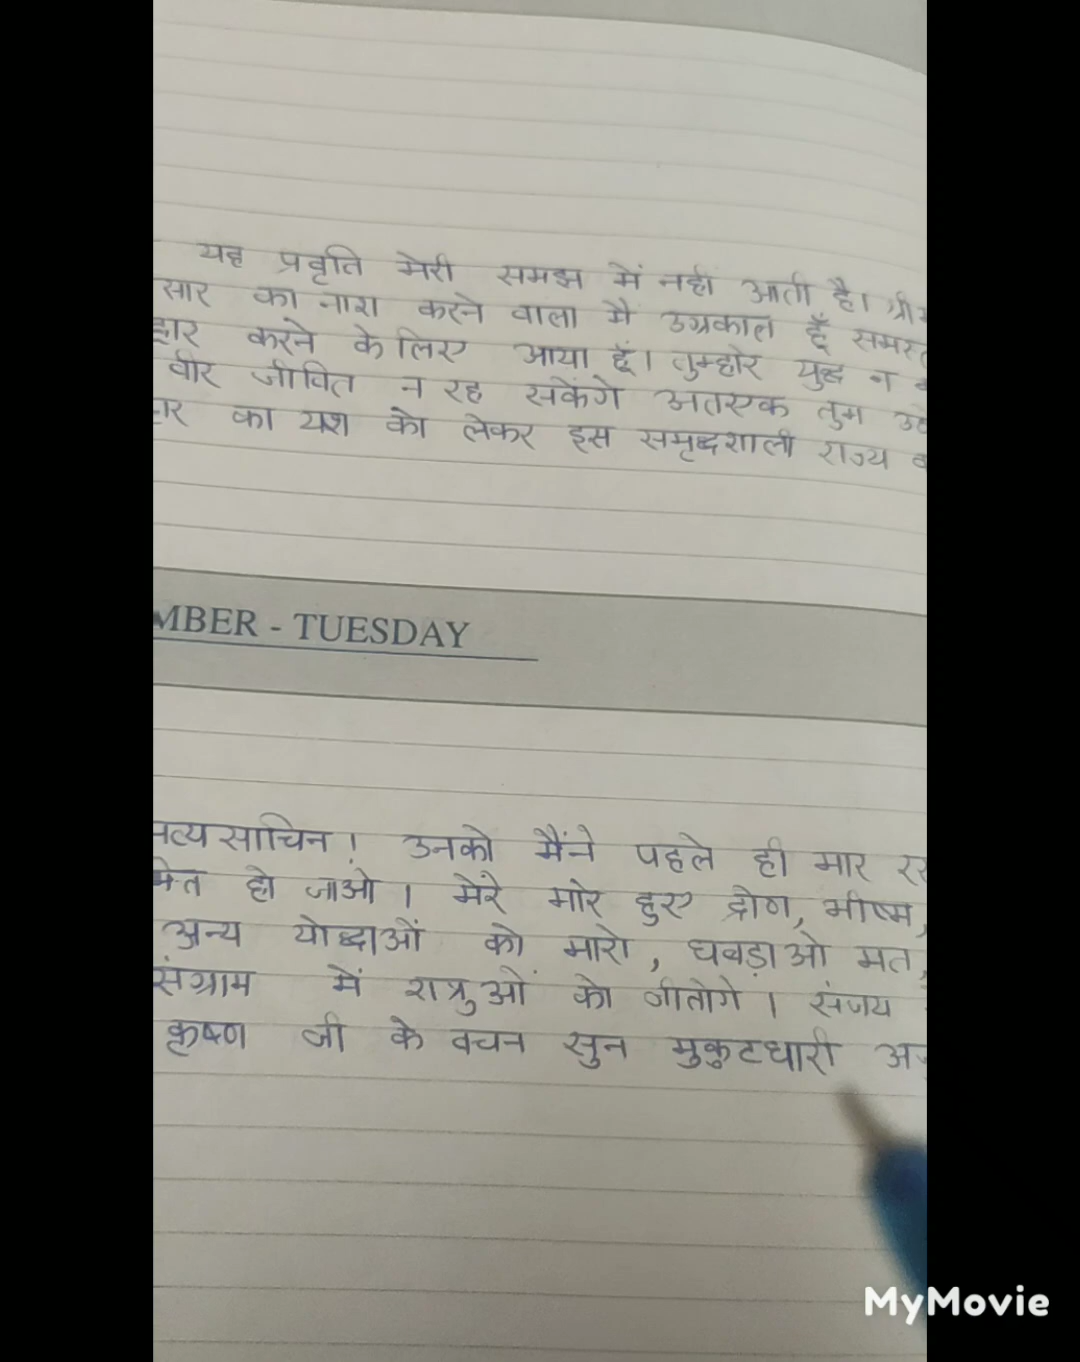 यह प्रवृति मेरी समझ में नही आती है।
सार का नाश करने वाला मै उग्रकाल हूँ
करने के लिए आया हूं। तुम्होर युद्ध न
वीर जीवित न रह सकेंगे अतएक तुम
का यश को लेकर इस समृद्धशाली राज्य
MBER - TUESDAY
साचिन! उनको मैंने पहले ही मार
हो जाओ। मेरे मोर हुए द्रोण, भीष्म,
अन्य योद्धाओं को मारो, घबड़ाओ मत,
संग्राम में शत्रुओं को जीतोगे। संजय
कृष्ण जी के वचन सुन मुकुटधारी
MyMovie